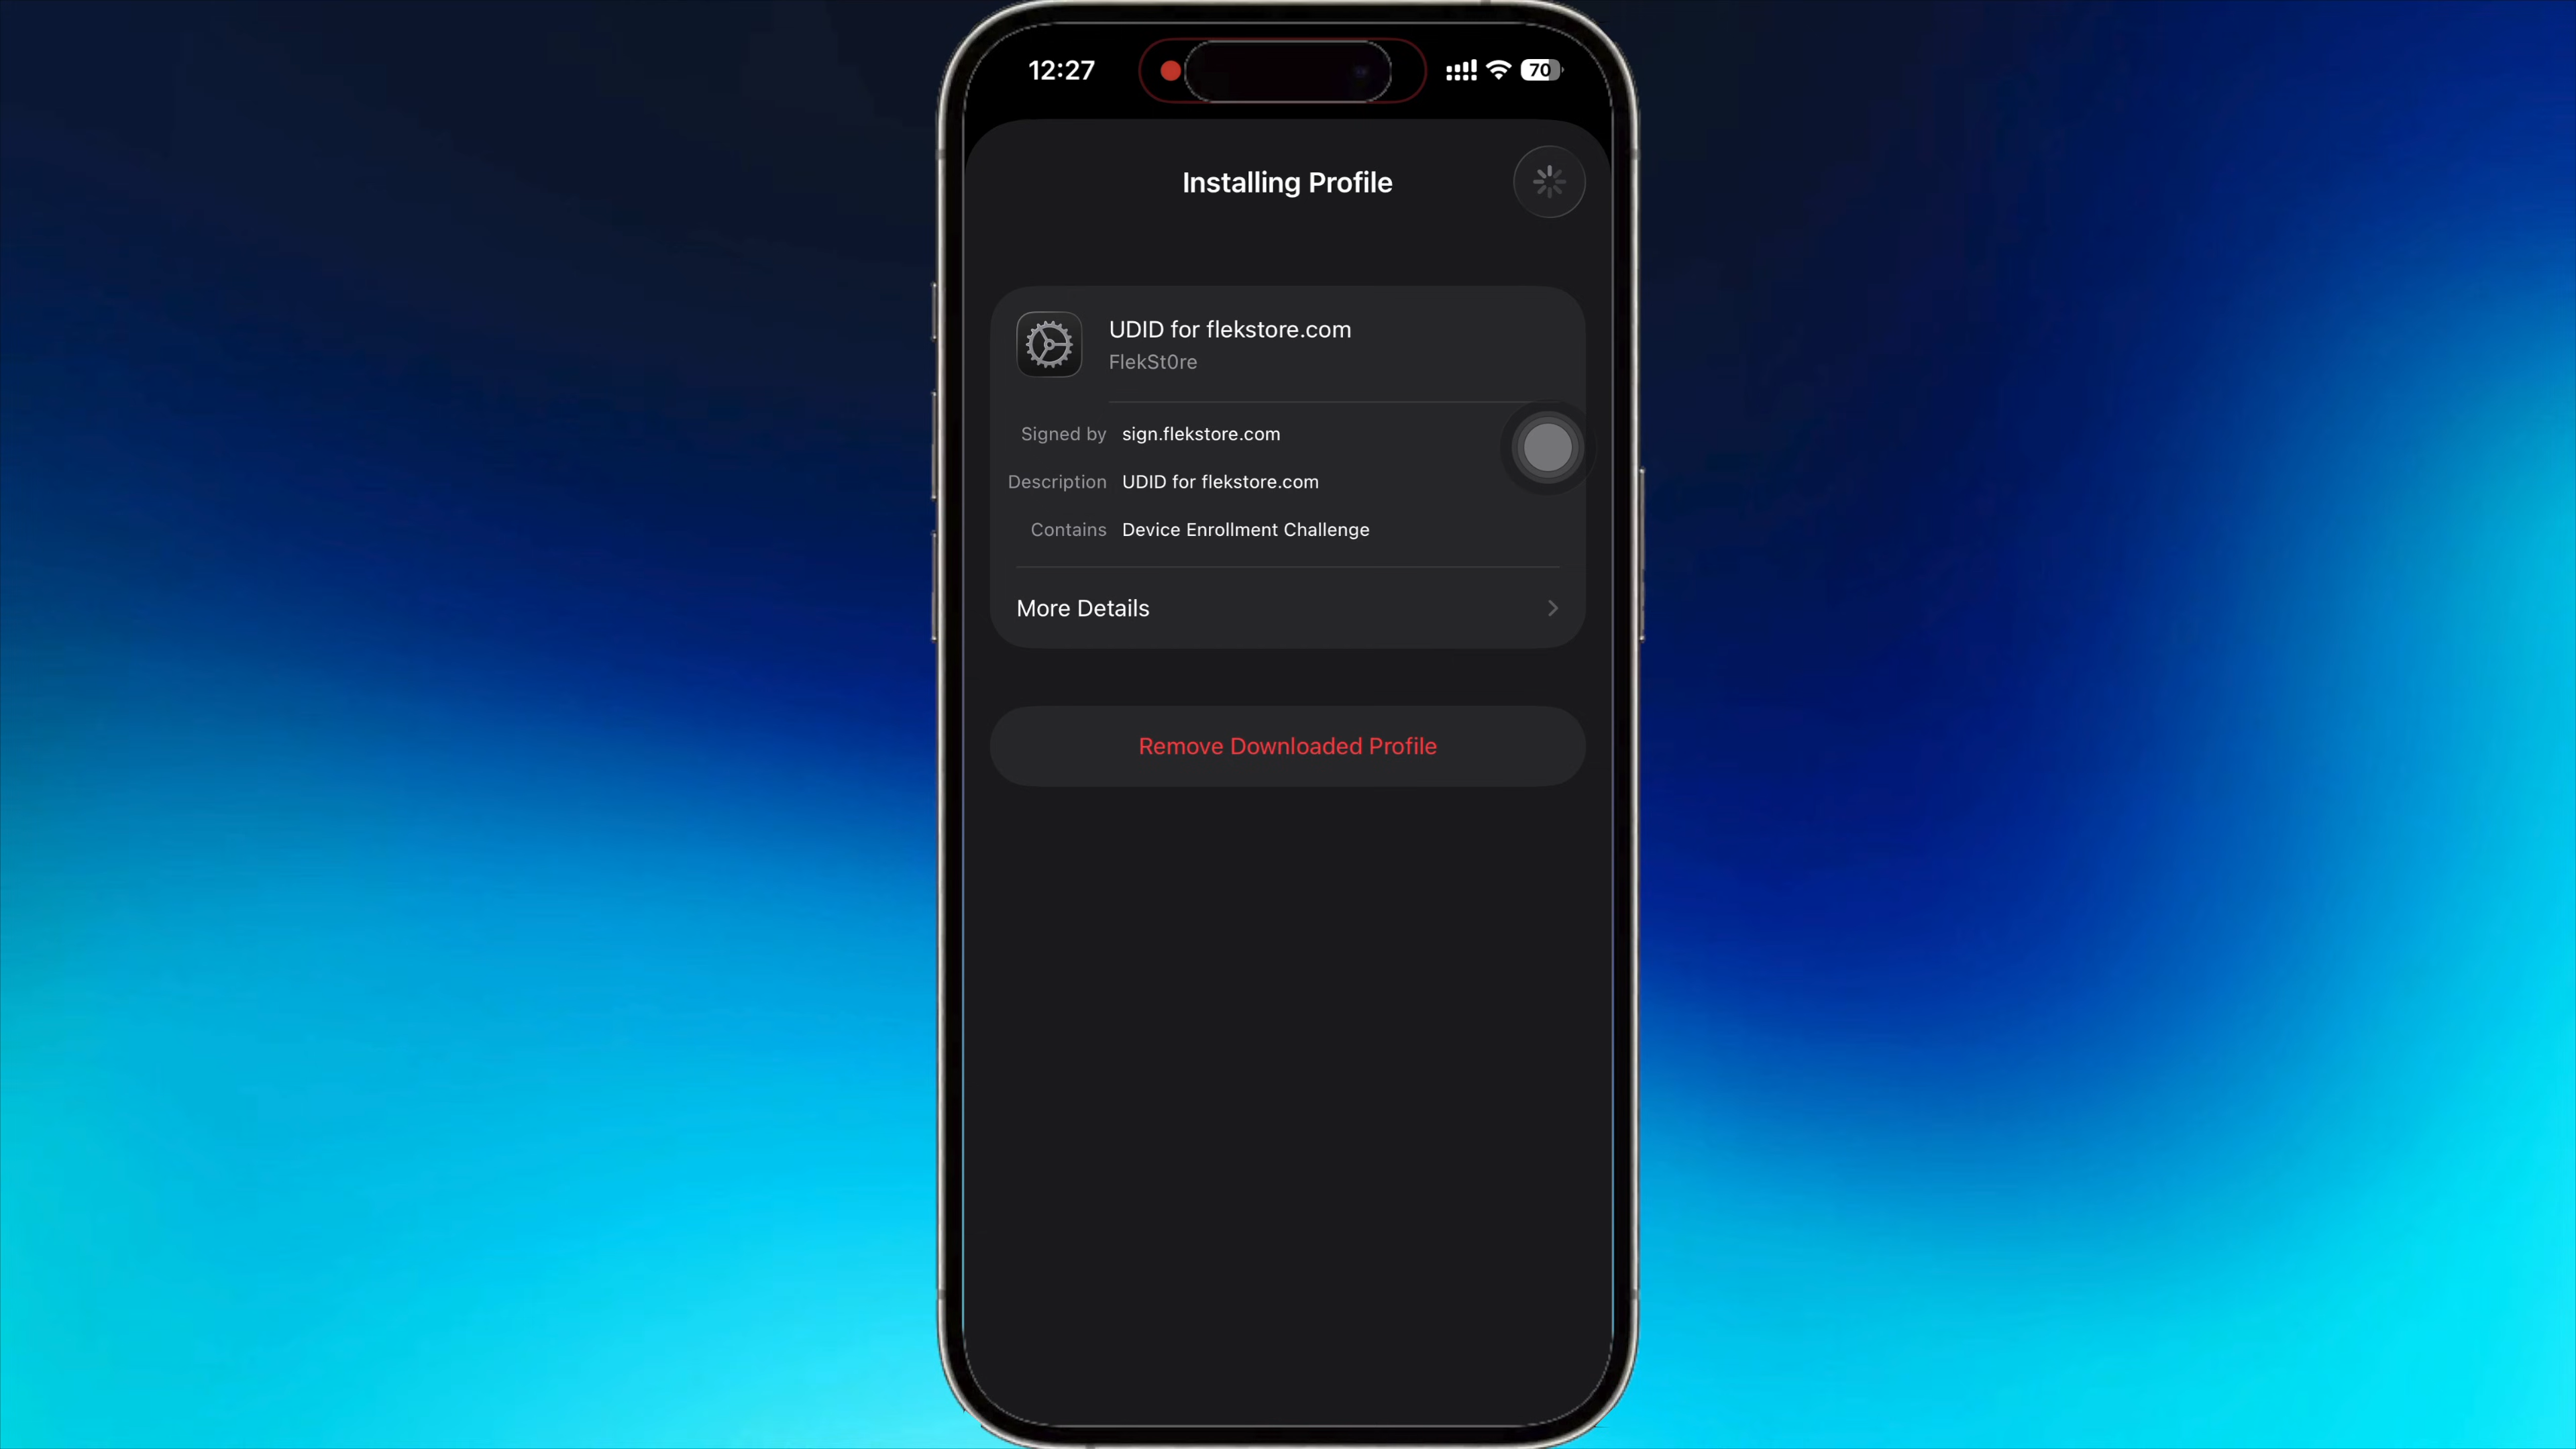 12:27
70
Installing Profile
UDID for flekstore.com
FlekSt0re
Signed by sign.flekstore.com
Description UDID for flekstore.com
Contains Device Enrollment Challenge
More Details
Remove Downloaded Profile